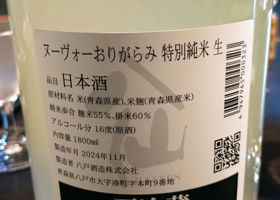 ヌーヴォーおりがらみ 特別純米 生
品目 日本酒
原材料名 米(青森県産)、米麹(青森県産米)
精米歩合 麹米55%、掛米60%
アルコール分 16度(原酒)
内容量 1800ml
製造年月 2024年11月
製造者 八戸酒造株式会社
青森県八戸市大字湊町字本町9番地
4947765000323